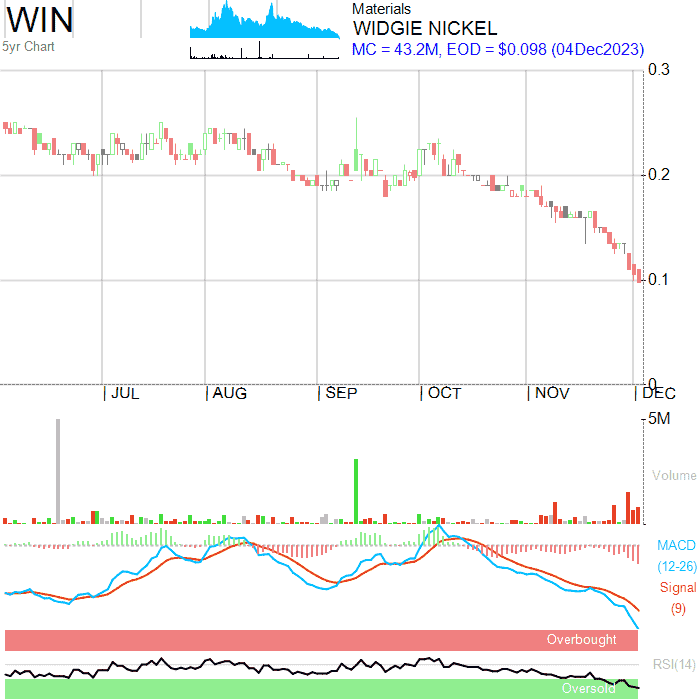 WIN
5yr Chart
Materials
WIDGIE NICKEL
MC = 43.2M, EOD = $0.098 (04Dec2023)
0.3
0.2
0.1
0
JUL AUG SEP OCT NOV DEC
5M
Volume
MACD
(12-26)
Signal
(9)
Overbought
RSI(14)
Oversold